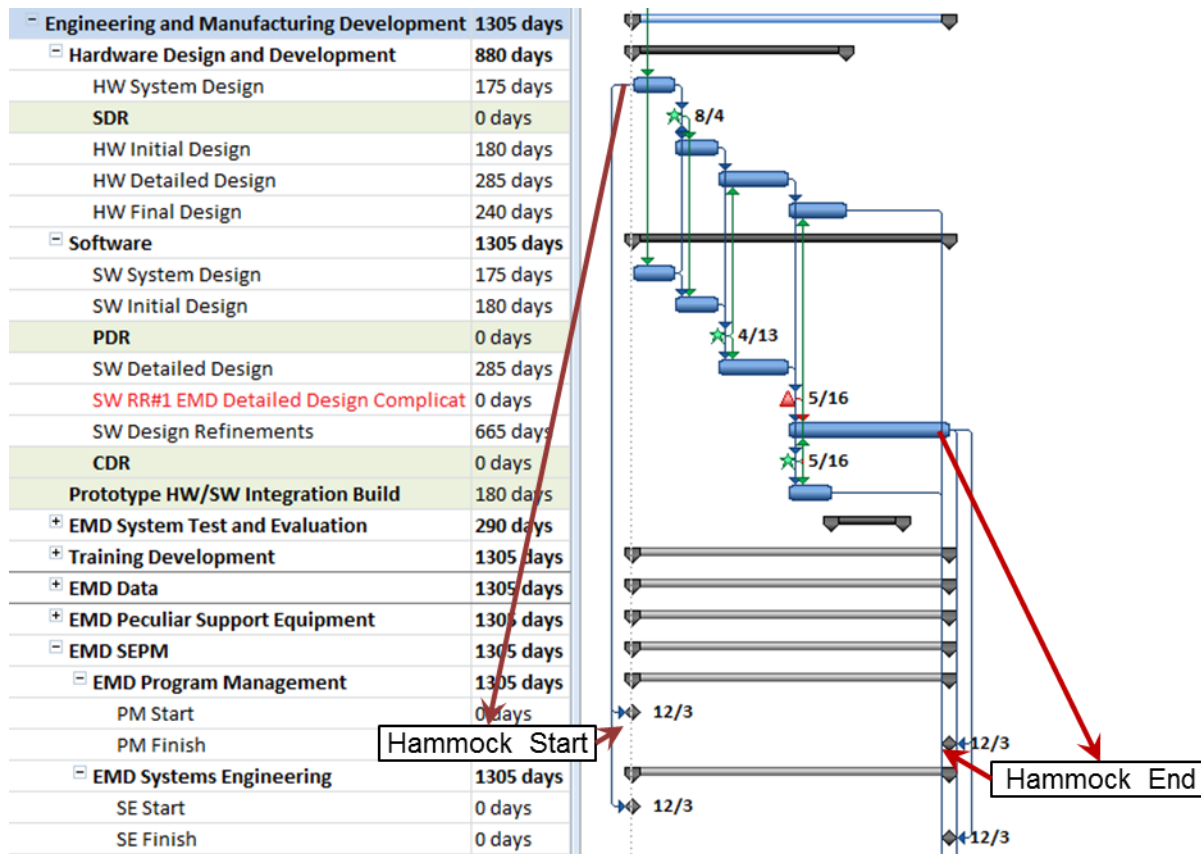 Engineering and Manufacturing Development 1305 days
Hardware Design and Development 880 days
HW System Design 175 days
SDR 0 days 8/4
HW Initial Design 180 days
HW Detailed Design 285 days
HW Final Design 240 days
Software 1305 days
SW System Design 175 days
SW Initial Design 180 days
PDR 0 days 4/13
SW Detailed Design 285 days
SW RR#1 EMD Detailed Design Complicat 0 days 5/16
SW Design Refinements 665 days
CDR 0 days 5/16
Prototype HW/SW Integration Build 180 days
EMD System Test and Evaluation 290 days
Training Development 1305 days
EMD Data 1305 days
EMD Peculiar Support Equipment 1305 days
EMD SEPM 1305 days
EMD Program Management 1305 days
PM Start 0 days 12/3
PM Finish 0 days 12/3
Hammock Start
EMD Systems Engineering 1305 days
Hammock End
SE Start 0 days 12/3
SE Finish 0 days 12/3